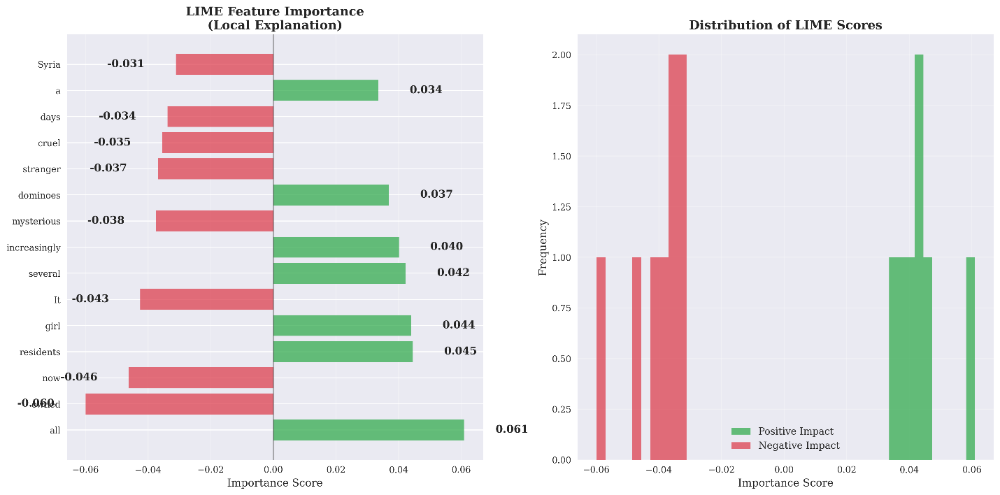 LIME Feature Importance
(Local Explanation)
Syria
-0.031
a
0.034
days
-0.034
cruel
-0.035
stranger
-0.037
dominoes
0.037
mysterious
-0.038
increasingly
0.040
several
0.042
It
-0.043
girl
0.044
residents
0.045
now
-0.046
owned
-0.060
all
0.061
−0.06 −0.04 −0.02 0.00 0.02 0.04 0.06
Importance Score
Distribution of LIME Scores
Frequency
2.00
1.75
1.50
1.25
1.00
0.75
0.50
0.25
0.00
Positive Impact
Negative Impact
−0.06 −0.04 −0.02 0.00 0.02 0.04 0.06
Importance Score